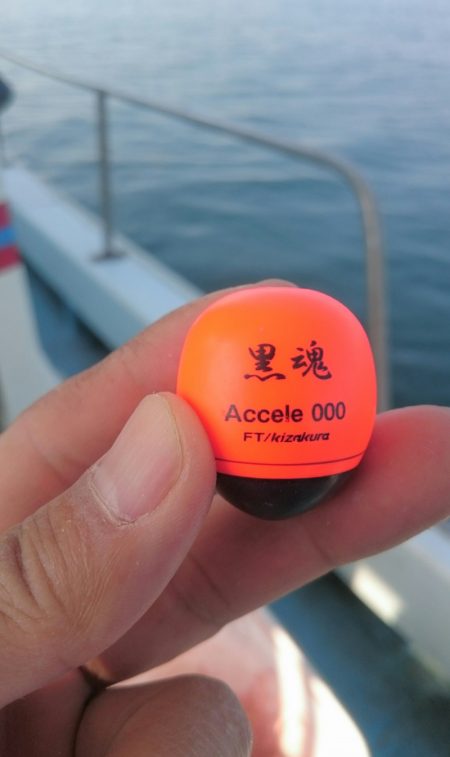 黒魂
Accele 000
FT/kizakura